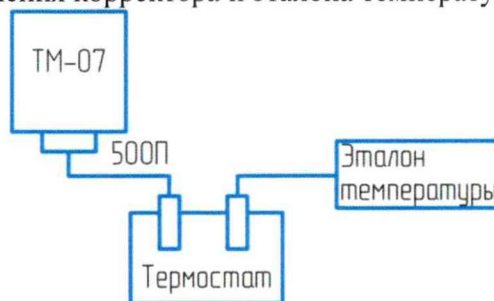 ТМ-07
500П
Эталон
температуры
Термостат